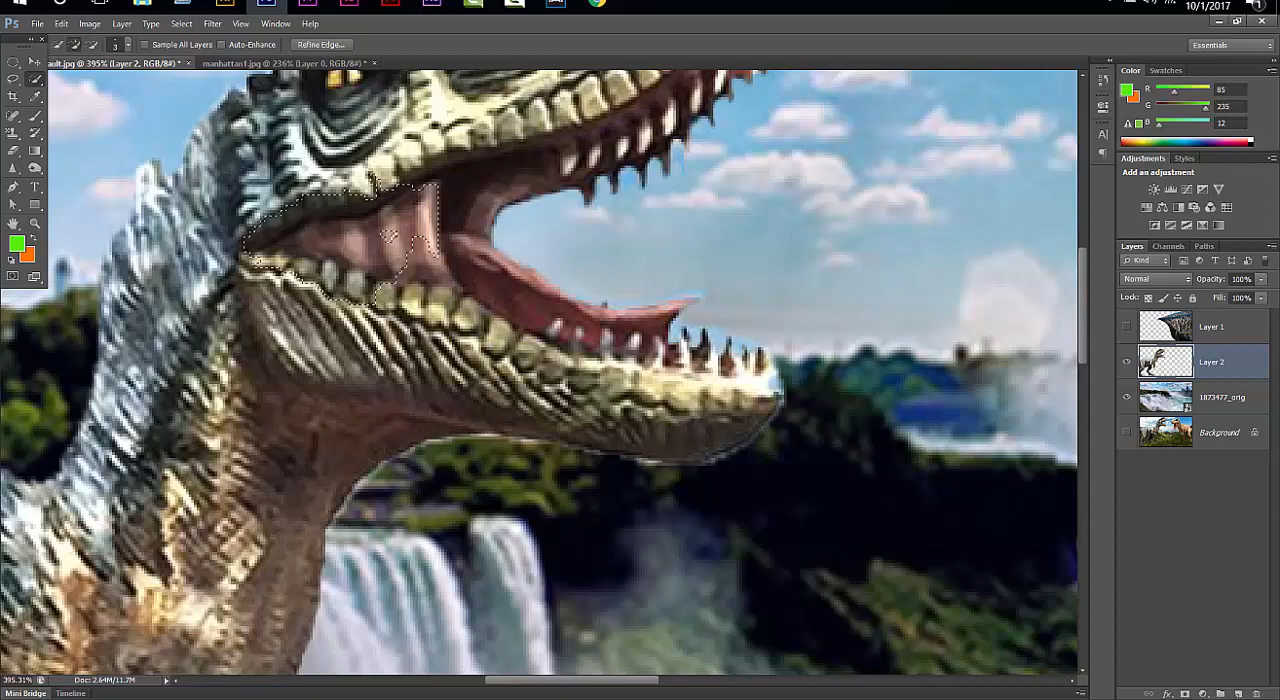 10/1/2017
1
Ps File Edit Image Layer Type Select Filter View Window Help
3 Sample All Layers Auto-Enhance Refine Edge... Essentials
ault.jpg @ 395% (Layer 2, RGB/8#) * × manhattan1.jpg @ 236% (Layer 0, RGB/8#) * ×
Color Swatches
R 85
G 235
B 12
Adjustments Styles
Add an adjustment
Layers Channels Paths
Kind
Normal Opacity: 100%
Lock: Fill: 100%
Layer 1
Layer 2
1873477_orig
Background
395.31% Doc: 2.64M/11.7M
Mini Bridge Timeline